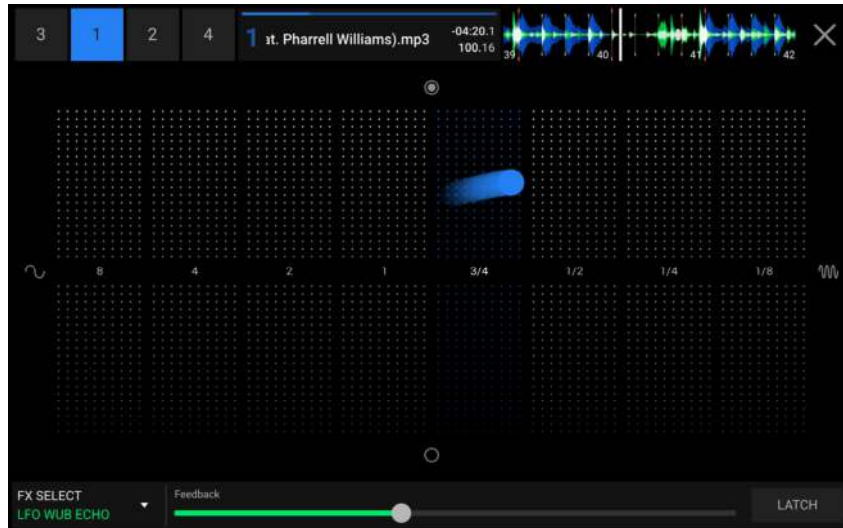 3 1 2 4
1 at. Pharrell Williams).mp3 -04:20.1
100.16
39 40 41 42
8 4 2 1 3/4 1/2 1/4 1/8
FX SELECT
LFO WUB ECHO
Feedback
LATCH